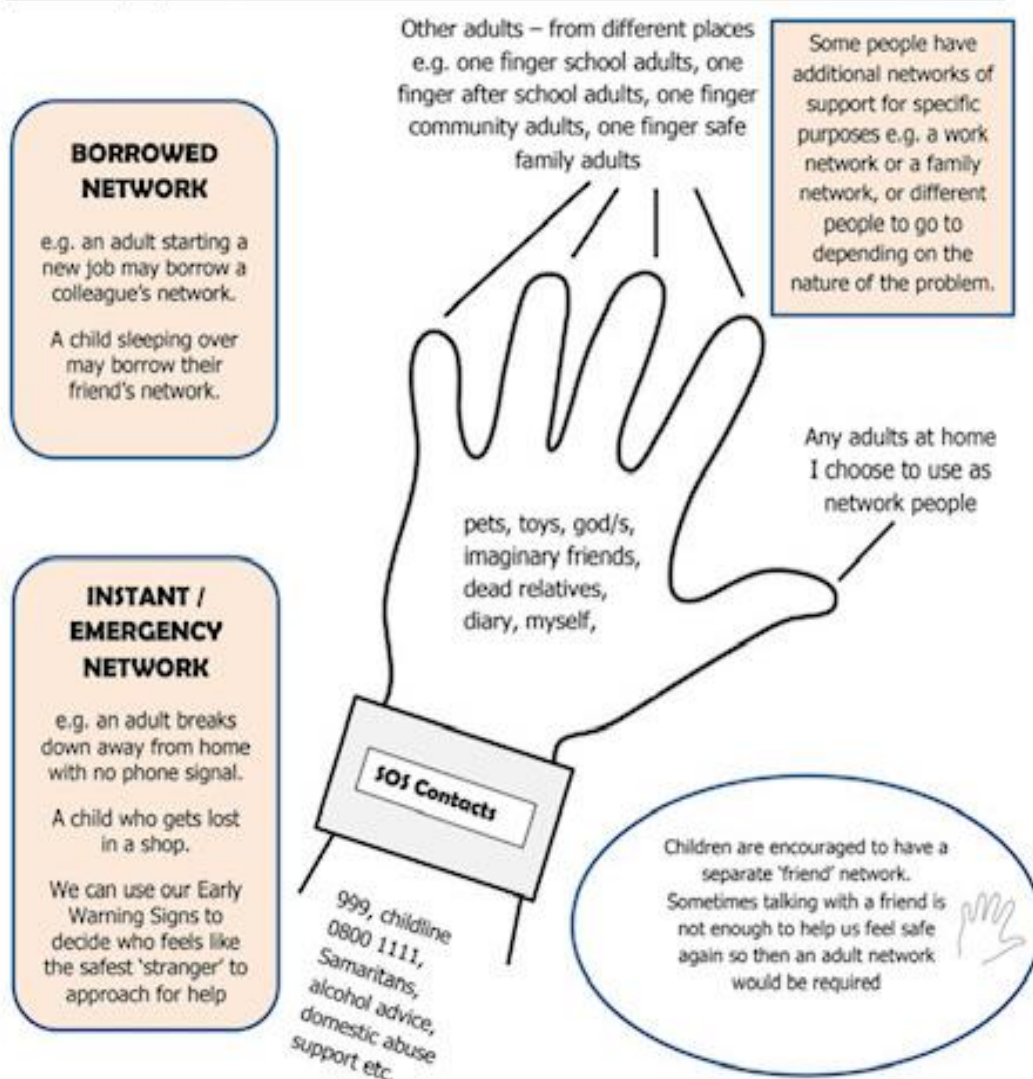 Other adults – from different places
e.g. one finger school adults, one
finger after school adults, one finger
community adults, one finger safe
family adults
Some people have
additional networks of
support for specific
purposes e.g. a work
network or a family
network, or different
people to go to
depending on the
nature of the problem.
BORROWED
NETWORK
e.g. an adult starting a
new job may borrow a
colleague's network.
A child sleeping over
may borrow their
friend's network.
Any adults at home
I choose to use as
network people
pets, toys, god/s,
imaginary friends,
dead relatives,
diary, myself,
INSTANT /
EMERGENCY
NETWORK
e.g. an adult breaks
down away from home
with no phone signal.
A child who gets lost
in a shop.
We can use our Early
Warning Signs to
decide who feels like
the safest 'stranger' to
approach for help
SOS Contacts
999, childline
0800 1111,
Samaritans,
alcohol advice,
domestic abuse
support etc
Children are encouraged to have a
separate 'friend' network.
Sometimes talking with a friend is
not enough to help us feel safe
again so then an adult network
would be required